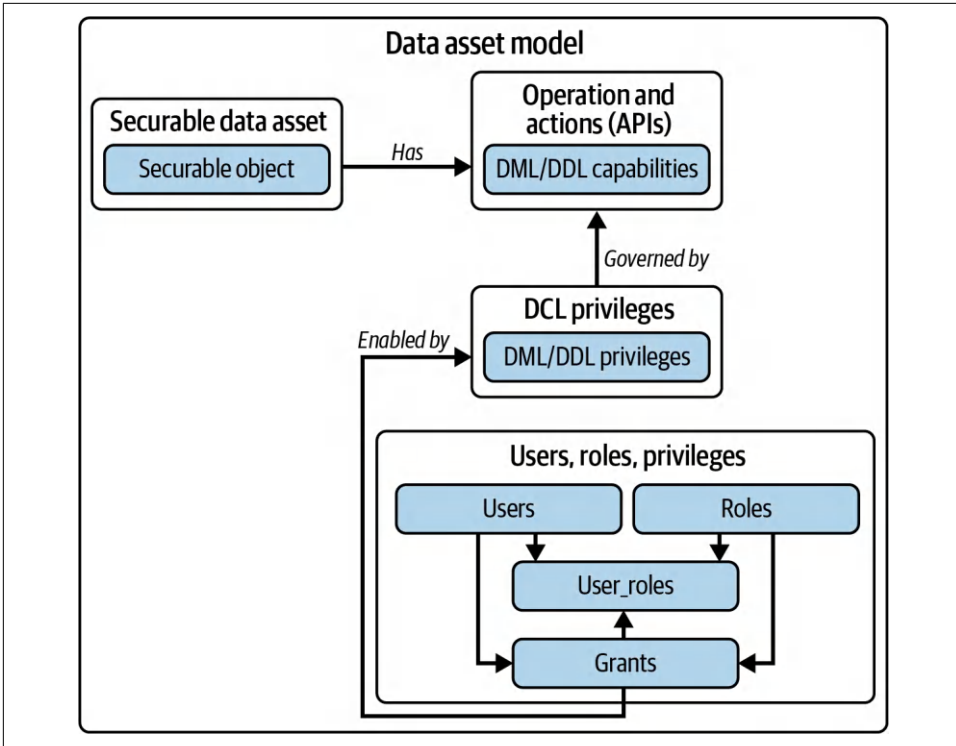 Data asset model
Securable data asset
Securable object
Has
Operation and
actions (APIs)
DML/DDL capabilities
Governed by
DCL privileges
Enabled by
DML/DDL privileges
Users, roles, privileges
Users
Roles
User_roles
Grants